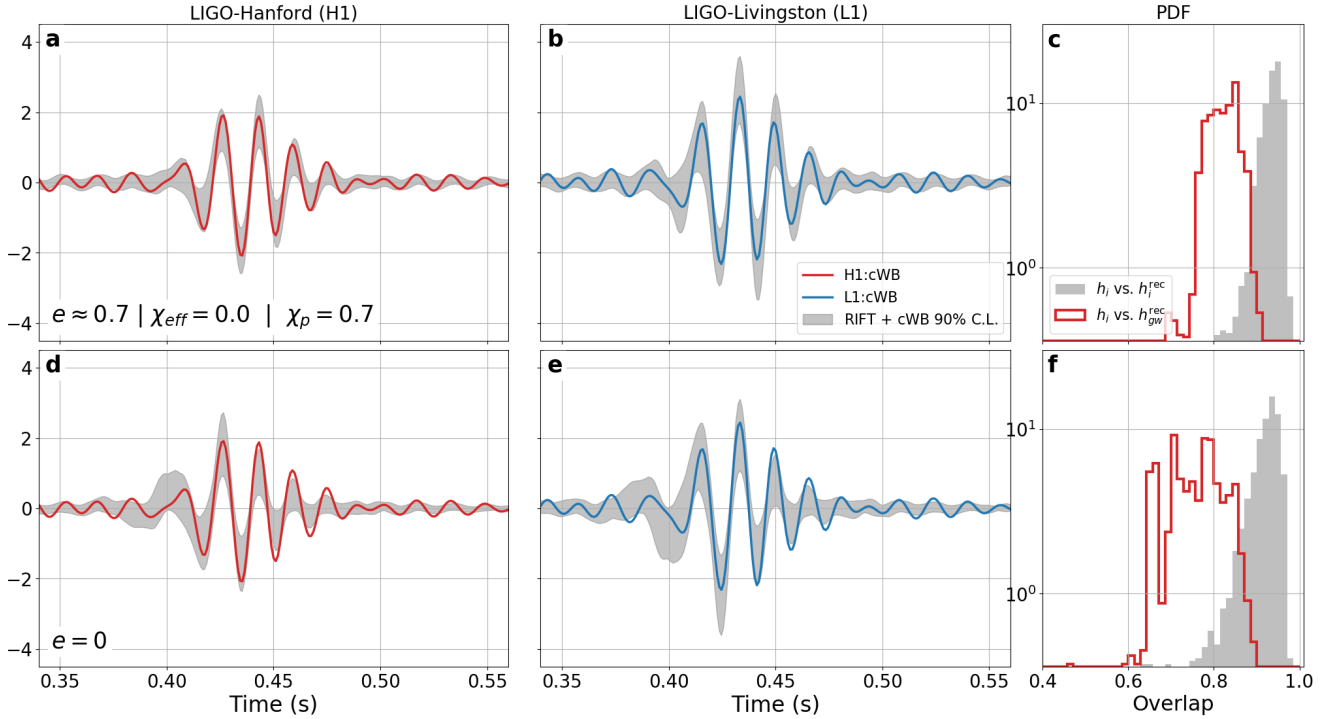 LIGO-Hanford (H1)
LIGO-Livingston (L1)
PDF
a
b
c
4
2
0
−2
−4
10¹
10⁰
e ≈ 0.7 | χ_eff = 0.0 | χ_p = 0.7
H1:cWB
L1:cWB
RIFT + cWB 90% C.L.
h_i vs. h_i^rec
h_i vs. h_gw^rec
d
e
f
4
2
0
−2
−4
10¹
10⁰
e = 0
0.35 0.40 0.45 0.50 0.55
0.35 0.40 0.45 0.50 0.55
0.4 0.6 0.8 1.0
Time (s)
Time (s)
Overlap